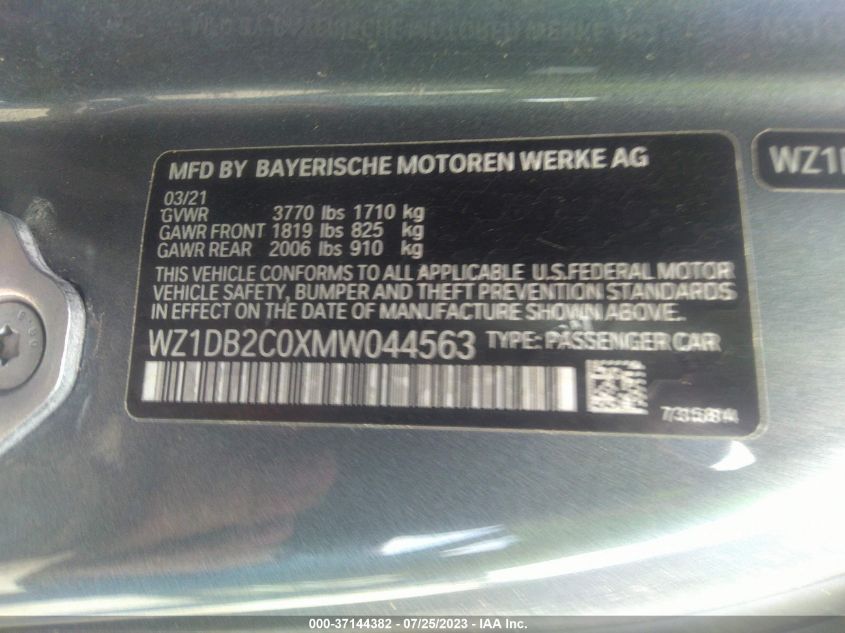 MFD BY BAYERISCHE MOTOREN WERKE AG
WZ1
03/21
GVWR 3770 lbs 1710 kg
GAWR FRONT 1819 lbs 825 kg
GAWR REAR 2006 lbs 910 kg
THIS VEHICLE CONFORMS TO ALL APPLICABLE U.S.FEDERAL MOTOR
VEHICLE SAFETY, BUMPER AND THEFT PREVENTION STANDARDS
IN EFFECT ON THE DATE OF MANUFACTURE SHOWN ABOVE.
WZ1DB2C0XMW044563 TYPE: PASSENGER CAR
000-37144382 - 07/25/2023 - IAA Inc.